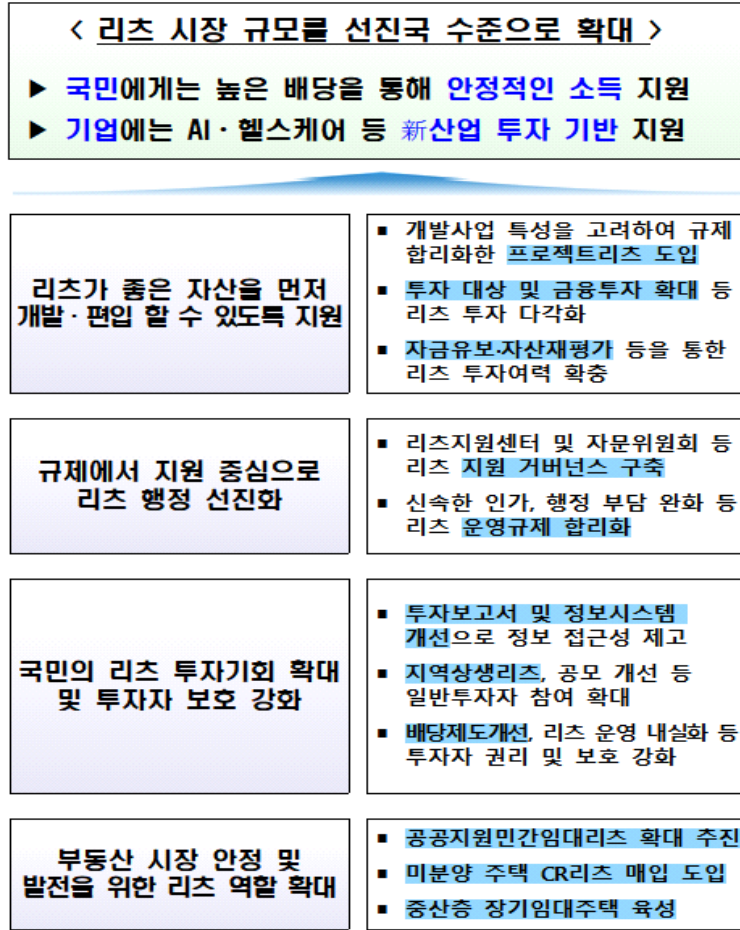 < 리츠 시장 규모를 선진국 수준으로 확대 >
▶ 국민에게는 높은 배당을 통해 안정적인 소득 지원
▶ 기업에는 AI · 헬스케어 등 新산업 투자 기반 지원
리츠가 좋은 자산을 먼저
개발 · 편입 할 수 있도록 지원
▪ 개발사업 특성을 고려하여 규제
합리화한 프로젝트리츠 도입
▪ 투자 대상 및 금융투자 확대 등
리츠 투자 다각화
▪ 자금유보·자산재평가 등을 통한
리츠 투자여력 확충
규제에서 지원 중심으로
리츠 행정 선진화
▪ 리츠지원센터 및 자문위원회 등
리츠 지원 거버넌스 구축
▪ 신속한 인가, 행정 부담 완화 등
리츠 운영규제 합리화
국민의 리츠 투자기회 확대
및 투자자 보호 강화
▪ 투자보고서 및 정보시스템
개선으로 정보 접근성 제고
▪ 지역상생리츠, 공모 개선 등
일반투자자 참여 확대
▪ 배당제도개선, 리츠 운영 내실화 등
투자자 권리 및 보호 강화
부동산 시장 안정 및
발전을 위한 리츠 역할 확대
▪ 공공지원민간임대리츠 확대 추진
▪ 미분양 주택 CR리츠 매입 도입
▪ 중산층 장기임대주택 육성